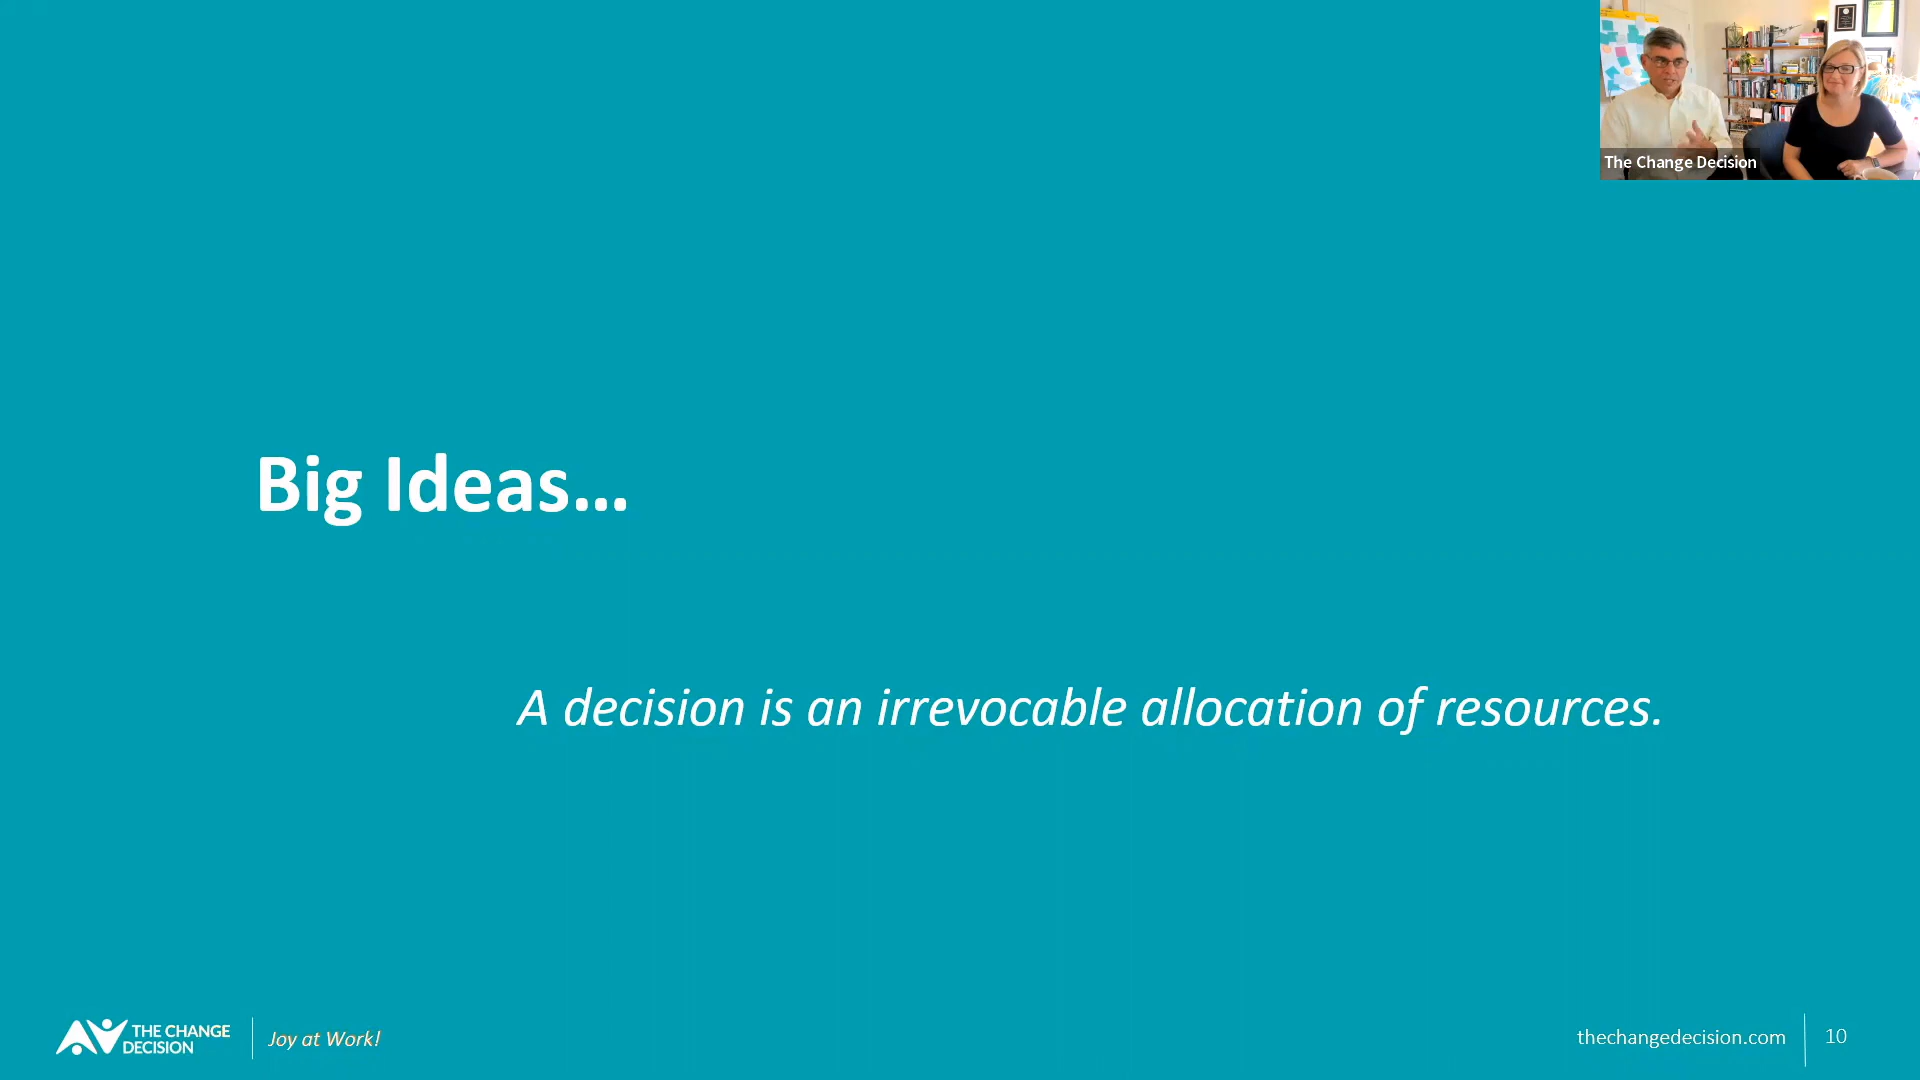 The Change Decision
Big Ideas...
A decision is an irrevocable allocation of resources.
THE CHANGE
DECISION
Joy at Work!
thechangedecision.com
10